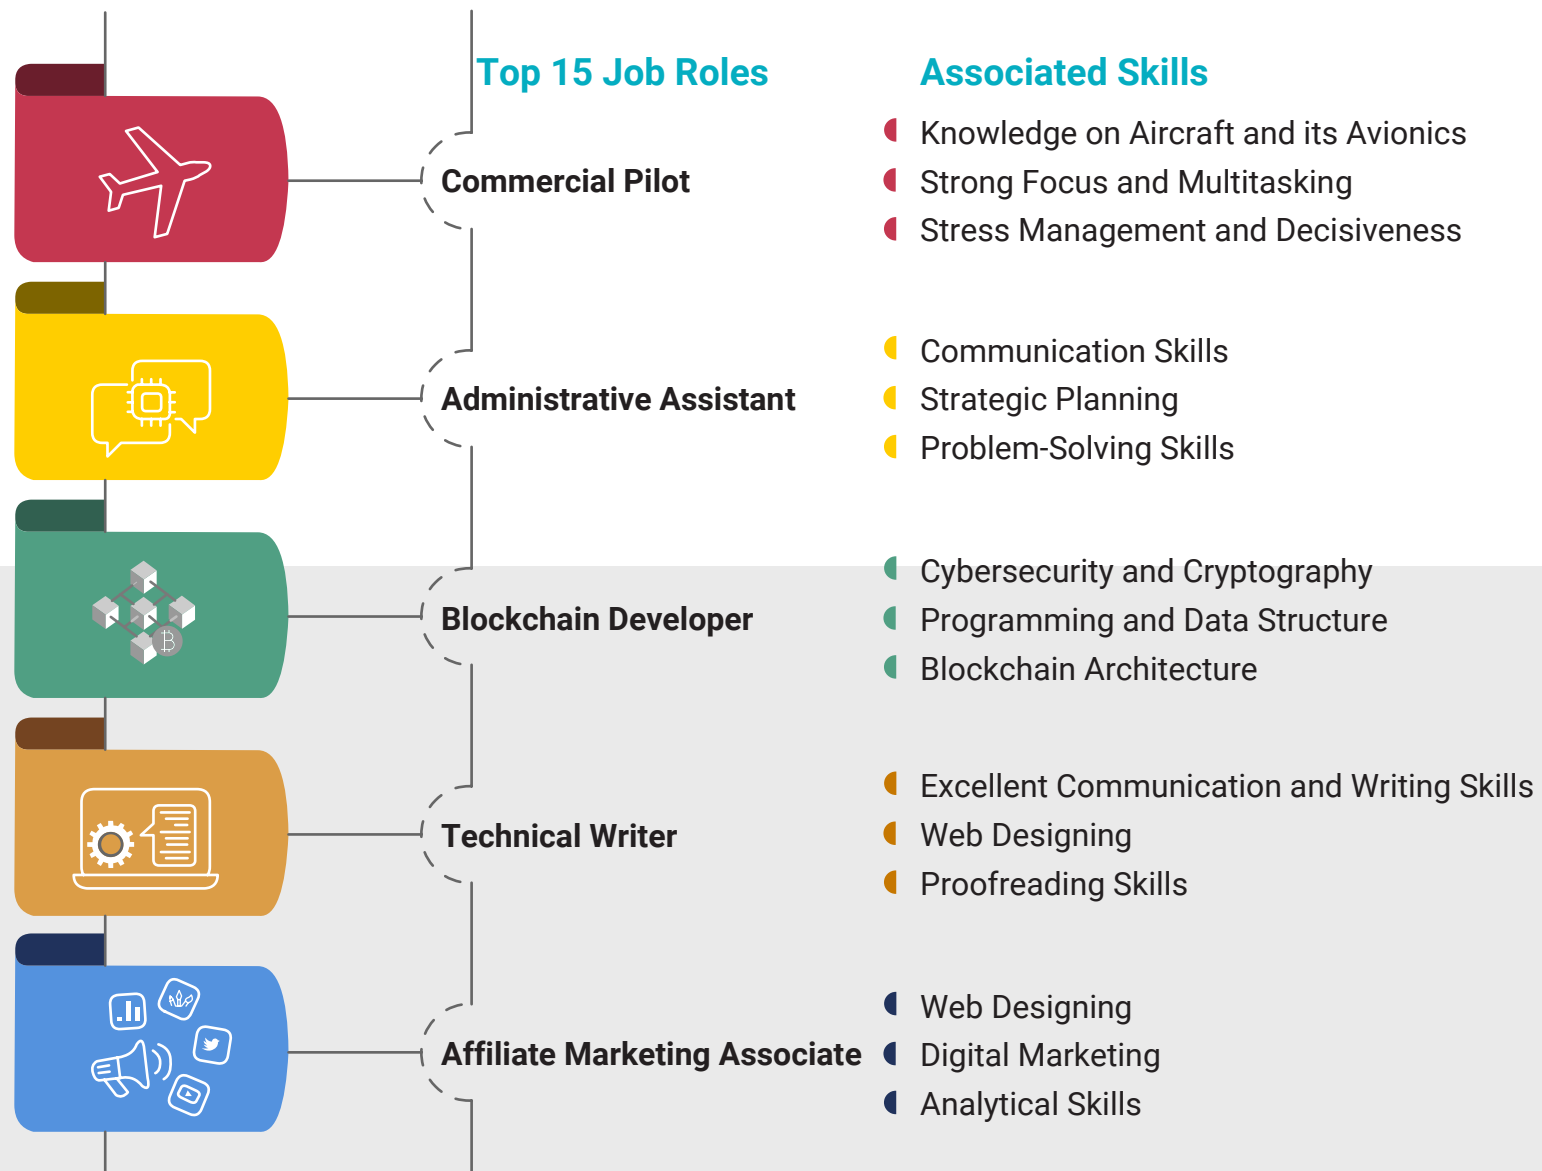 Top 15 Job Roles
Associated Skills
Commercial Pilot
Knowledge on Aircraft and its Avionics
Strong Focus and Multitasking
Stress Management and Decisiveness
Administrative Assistant
Communication Skills
Strategic Planning
Problem-Solving Skills
Blockchain Developer
Cybersecurity and Cryptography
Programming and Data Structure
Blockchain Architecture
Technical Writer
Excellent Communication and Writing Skills
Web Designing
Proofreading Skills
Affiliate Marketing Associate
Web Designing
Digital Marketing
Analytical Skills